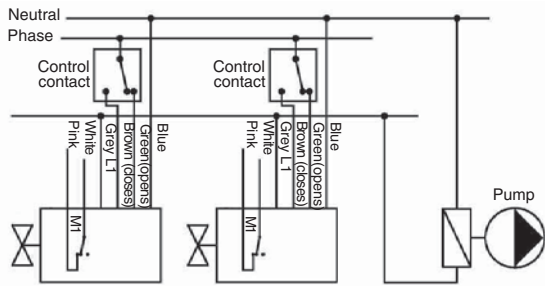 Neutral
Phase
Control
contact
Control
contact
Pink
White
Grey L1
Brown (closes)
Green(opens)
Blue
Pink
White
Grey L1
Brown (closes)
Green(opens)
Blue
M1
M1
Pump